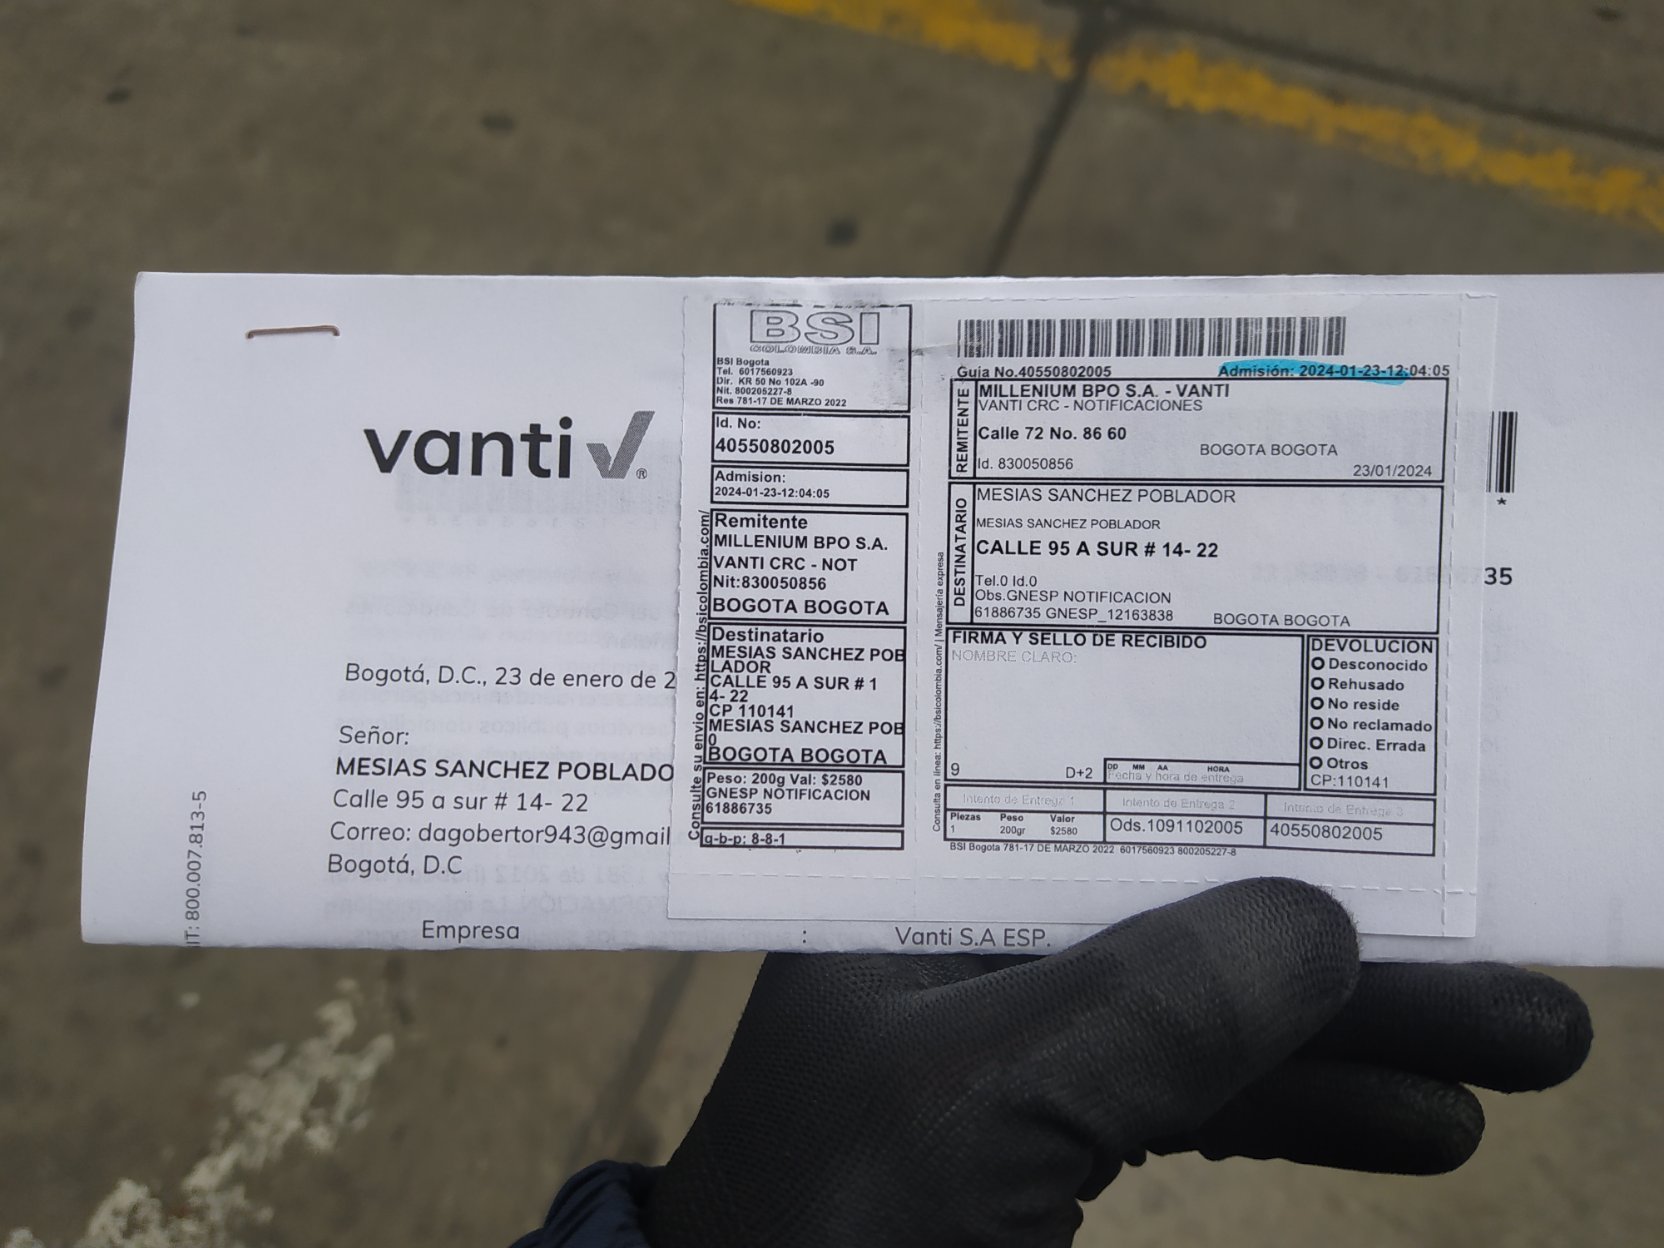 vanti
®
IT: 800.007.813-5
Bogotá, D.C., 23 de enero de 2
Señor:
MESIAS SANCHEZ POBLADO
Calle 95 a sur # 14- 22
Correo: dagobertor943@gmail
Bogotá, D.C
Empresa : Vanti S.A ESP.
BSI
COLOMBIA S.A.
BSI Bogota
Tel. 6017560923
Dir. KR 50 No 102A -90
Nit. 800205227-8
Res 781-17 DE MARZO 2022
Id. No:
40550802005
Admision:
2024-01-23-12:04:05
Remitente
MILLENIUM BPO S.A.
VANTI CRC - NOT
Nit:830050856
BOGOTA BOGOTA
Destinatario
MESIAS SANCHEZ POB
LADOR
CALLE 95 A SUR # 1
4- 22
CP 110141
MESIAS SANCHEZ POB
0
BOGOTA BOGOTA
Peso: 200g Val: $2580
GNESP NOTIFICACION
61886735
g-b-p: 8-8-1
Consulte su envio en: https://bsicolombia.com/
Guia No.40550802005 Admisión: 2024-01-23-12:04:05
REMITENTE
MILLENIUM BPO S.A. - VANTI
VANTI CRC - NOTIFICACIONES
Calle 72 No. 86 60
BOGOTA BOGOTA
Id. 830050856
23/01/2024
DESTINATARIO
MESIAS SANCHEZ POBLADOR
MESIAS SANCHEZ POBLADOR
CALLE 95 A SUR # 14- 22
Tel.0 Id.0
Obs.GNESP NOTIFICACION
61886735 GNESP_12163838 BOGOTA BOGOTA
FIRMA Y SELLO DE RECIBIDO
NOMBRE CLARO:
9 D+2
DD MM AA HORA
Fecha y hora de entrega
DEVOLUCION
Desconocido
Rehusado
No reside
No reclamado
Direc. Errada
Otros
CP:110141
Intento de Entrega 1 Intento de Entrega 2 Intento de Entrega 3
Piezas Peso Valor
1 200gr $2580
Ods.1091102005
40550802005
BSI Bogota 781-17 DE MARZO 2022 6017560923 800205227-8
Consulta en linea: https://bsicolombia.com/ | Mensajeria expresa
*
35